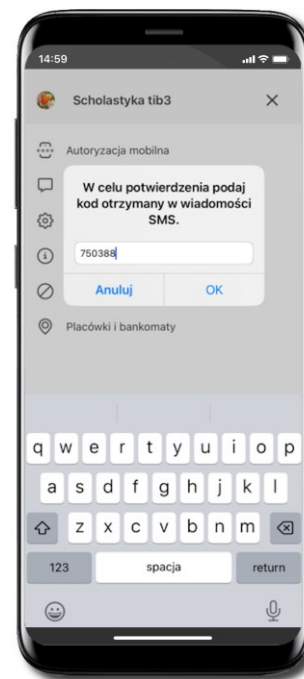 14:59
Scholastyka tib3
Autoryzacja mobilna
W celu potwierdzenia podaj
kod otrzymany w wiadomości
SMS.
750388
Anuluj OK
Placówki i bankomaty
q w e r t y u i o p
a s d f g h j k l
z x c v b n m
123 spacja return